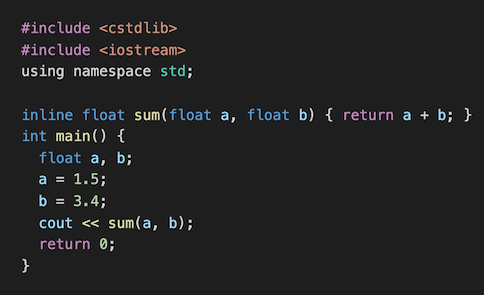 #include <cstdlib>
#include <iostream>
using namespace std;

inline float sum(float a, float b) { return a + b; }
int main() {
  float a, b;
  a = 1.5;
  b = 3.4;
  cout << sum(a, b);
  return 0;
}